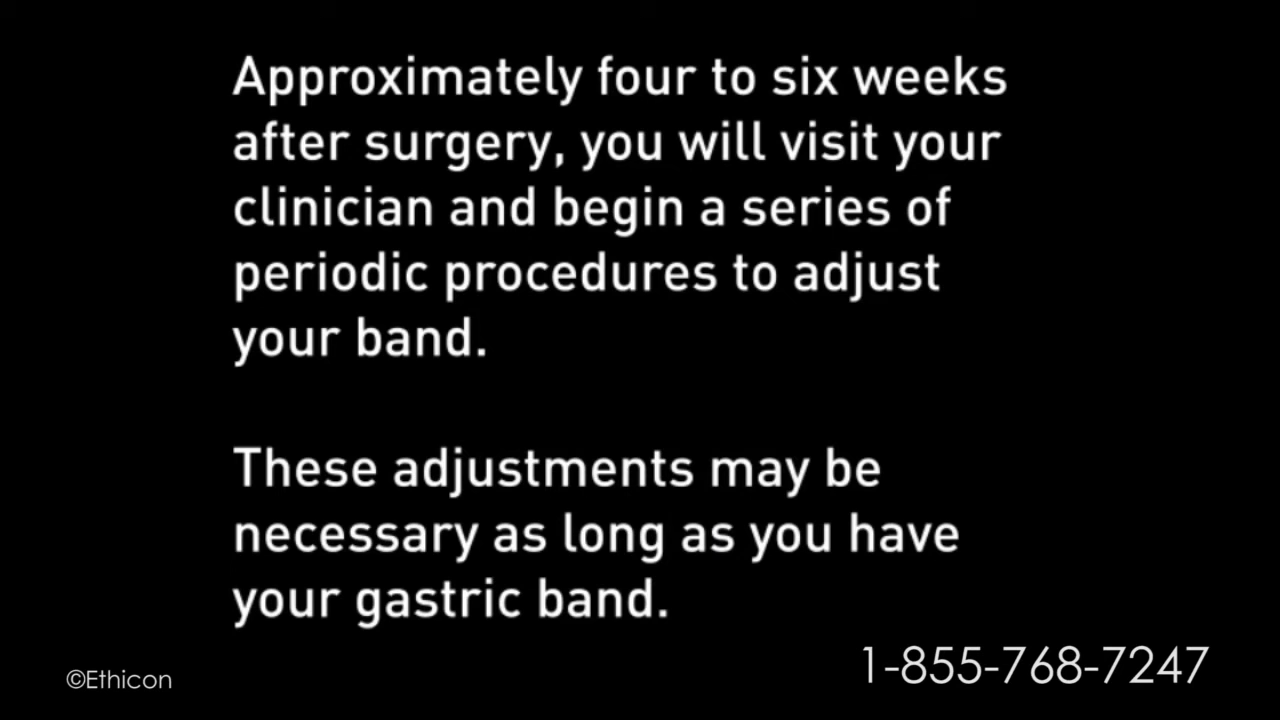 Approximately four to six weeks
after surgery, you will visit your
clinician and begin a series of
periodic procedures to adjust
your band.
These adjustments may be
necessary as long as you have
your gastric band.
©Ethicon
1-855-768-7247